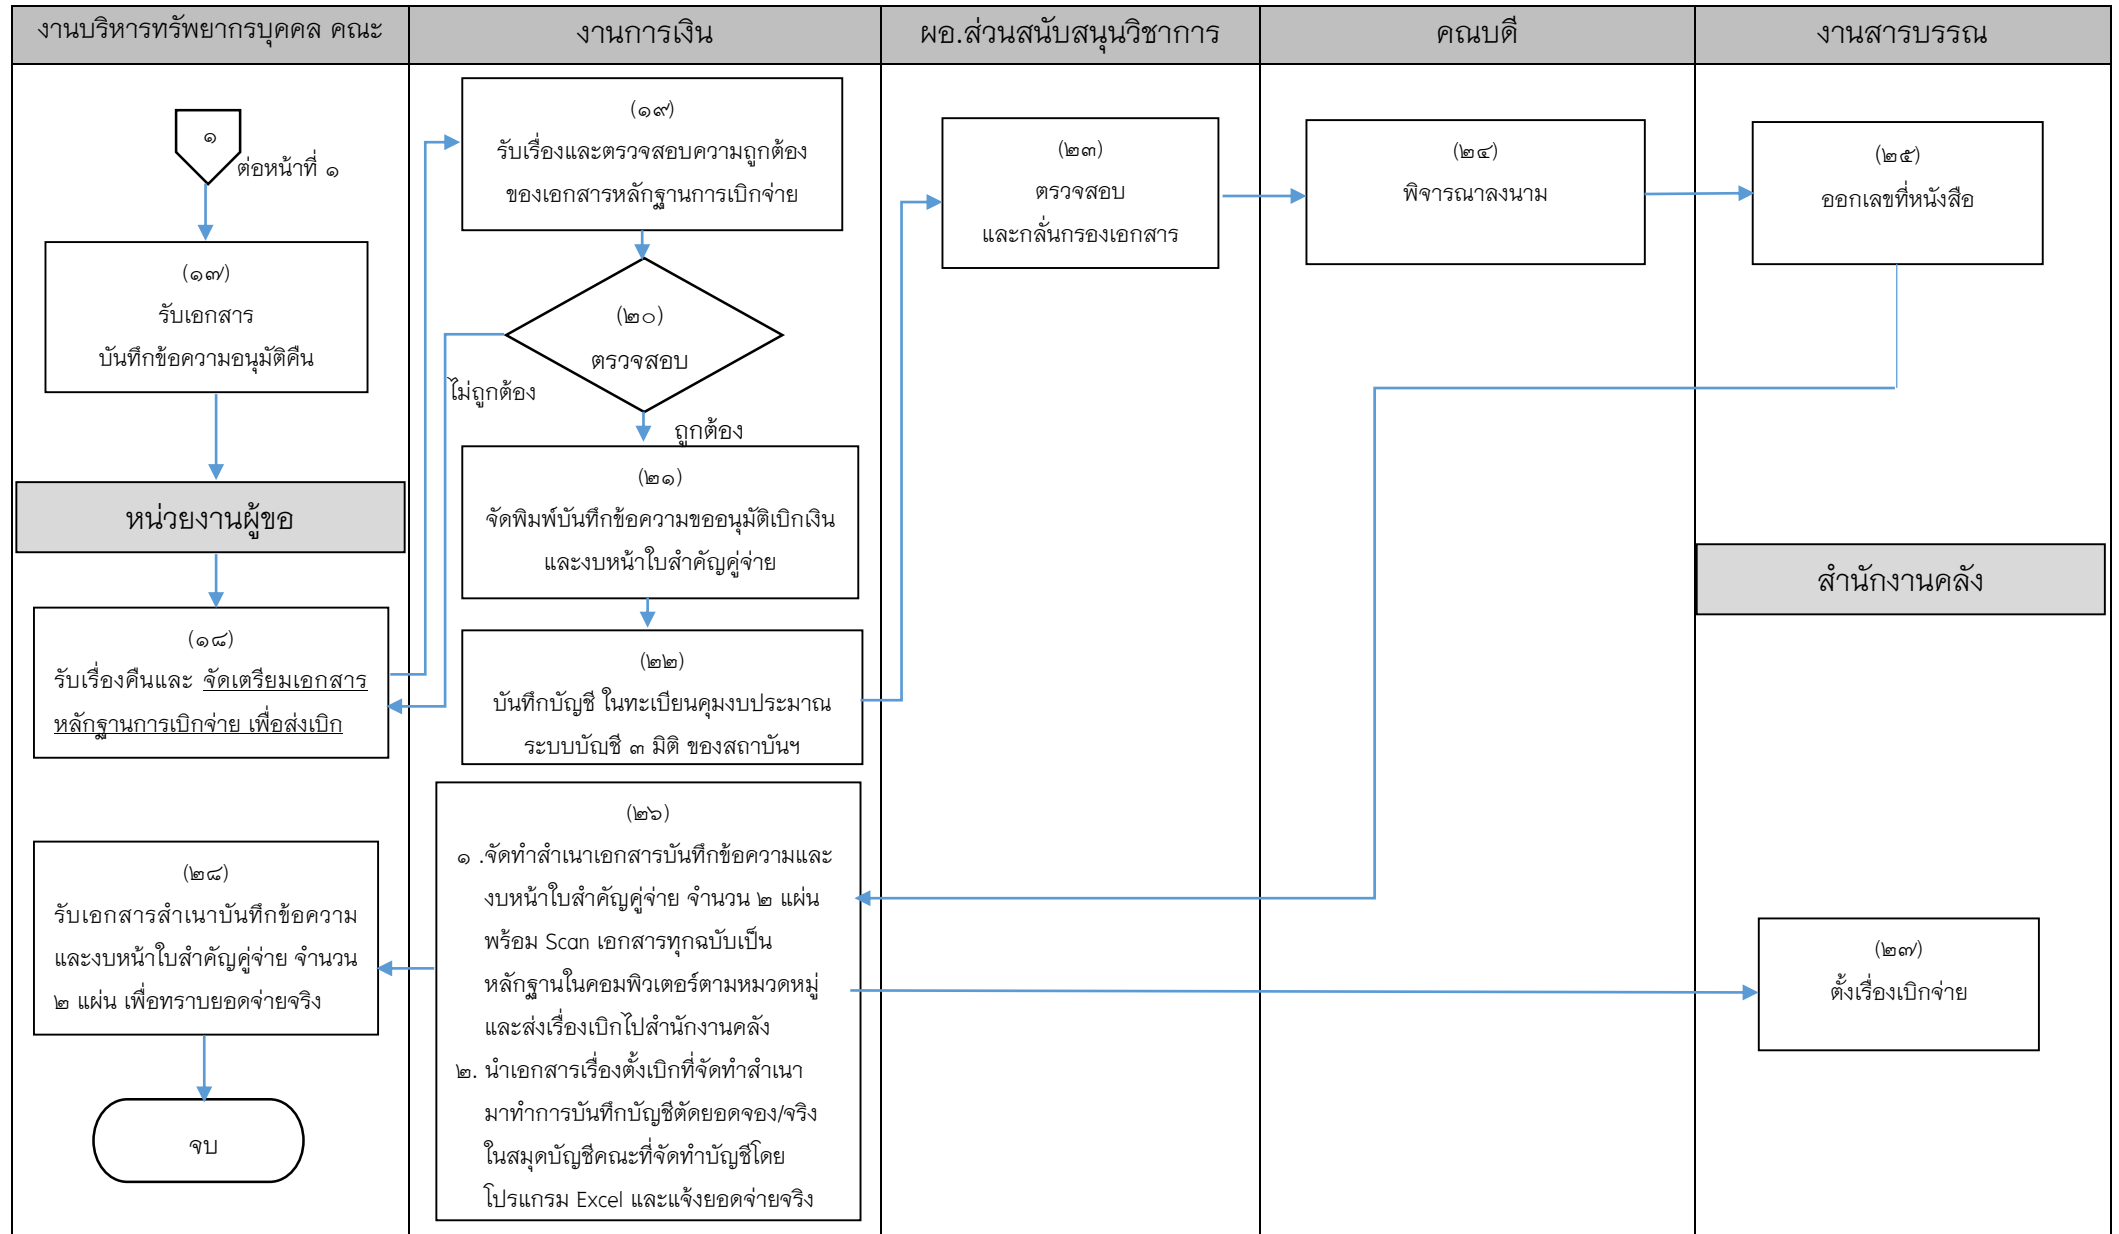 งานบริหารทรัพยากรบุคคล คณะ
งานการเงิน
ผอ.ส่วนสนับสนุนวิชาการ
คณบดี
งานสารบรรณ
๑
ต่อหน้าที่ ๑
(๑๗)
รับเอกสาร
บันทึกข้อความอนุมัติคืน
หน่วยงานผู้ขอ
(๑๘)
รับเรื่องคืนและ จัดเตรียมเอกสาร
หลักฐานการเบิกจ่าย เพื่อส่งเบิก
(๒๘)
รับเอกสารสำเนาบันทึกข้อความ
และงบหน้าใบสำคัญคู่จ่าย จำนวน
๒ แผ่น เพื่อทราบยอดจ่ายจริง
จบ
(๑๙)
รับเรื่องและตรวจสอบความถูกต้อง
ของเอกสารหลักฐานการเบิกจ่าย
(๒๐)
ตรวจสอบ
ไม่ถูกต้อง
ถูกต้อง
(๒๑)
จัดพิมพ์บันทึกข้อความขออนุมัติเบิกเงิน
และงบหน้าใบสำคัญคู่จ่าย
(๒๒)
บันทึกบัญชี ในทะเบียนคุมงบประมาณ
ระบบบัญชี ๓ มิติ ของสถาบันฯ
(๒๖)
๑ .จัดทำสำเนาเอกสารบันทึกข้อความและ
งบหน้าใบสำคัญคู่จ่าย จำนวน ๒ แผ่น
พร้อม Scan เอกสารทุกฉบับเป็น
หลักฐานในคอมพิวเตอร์ตามหมวดหมู่
และส่งเรื่องเบิกไปสำนักงานคลัง
๒. นำเอกสารเรื่องตั้งเบิกที่จัดทำสำเนา
มาทำการบันทึกบัญชีตัดยอดจอง/จริง
ในสมุดบัญชีคณะที่จัดทำบัญชีโดย
โปรแกรม Excel และแจ้งยอดจ่ายจริง
(๒๓)
ตรวจสอบ
และกลั่นกรองเอกสาร
(๒๔)
พิจารณาลงนาม
(๒๕)
ออกเลขที่หนังสือ
สำนักงานคลัง
(๒๗)
ตั้งเรื่องเบิกจ่าย